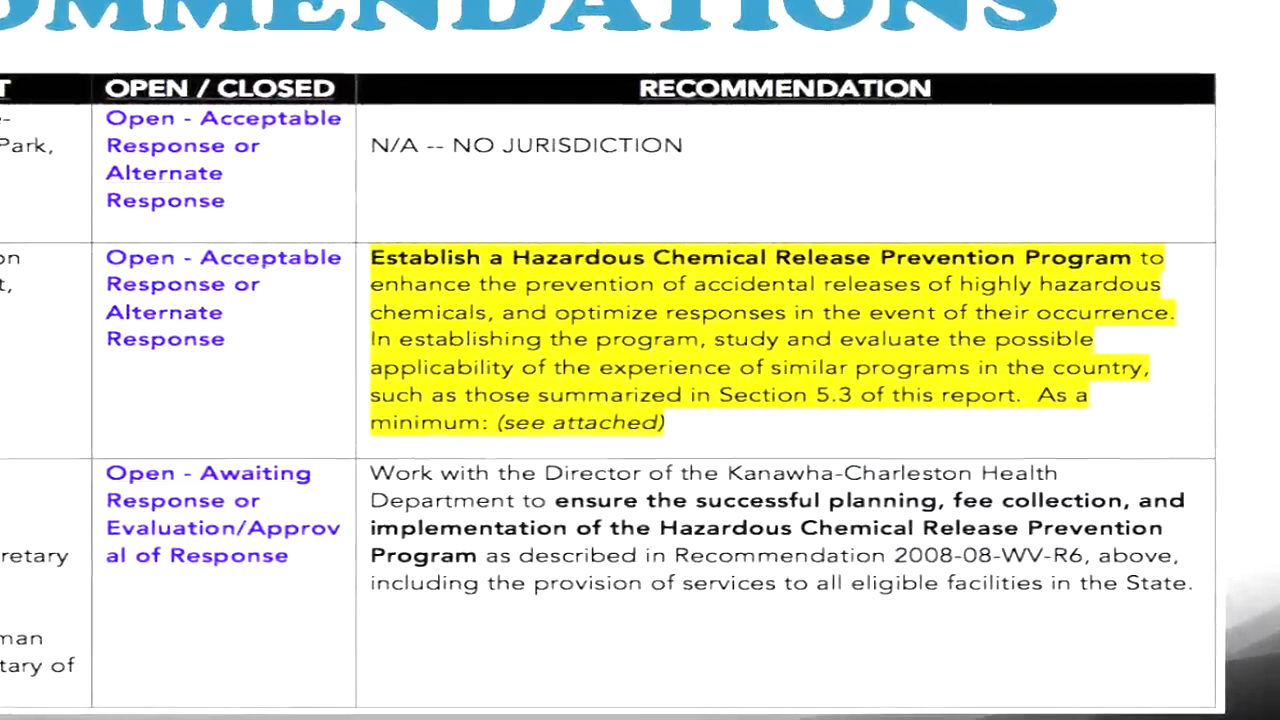 OMMENDATIONS
T OPEN / CLOSED RECOMMENDATION
e-
Park,
Open - Acceptable
Response or
Alternate
Response
N/A -- NO JURISDICTION
on
t,
Open - Acceptable
Response or
Alternate
Response
Establish a Hazardous Chemical Release Prevention Program to
enhance the prevention of accidental releases of highly hazardous
chemicals, and optimize responses in the event of their occurrence.
In establishing the program, study and evaluate the possible
applicability of the experience of similar programs in the country,
such as those summarized in Section 5.3 of this report. As a
minimum: (see attached)
retary
man
tary of
Open - Awaiting
Response or
Evaluation/Approv
al of Response
Work with the Director of the Kanawha-Charleston Health
Department to ensure the successful planning, fee collection, and
implementation of the Hazardous Chemical Release Prevention
Program as described in Recommendation 2008-08-WV-R6, above,
including the provision of services to all eligible facilities in the State.